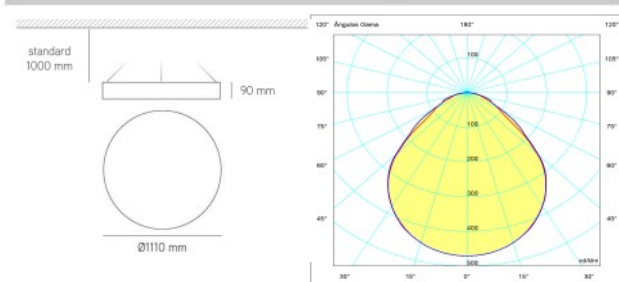 standard
1000 mm
90 mm
Ø1110 mm
120° Ângulos Gama 180° 120°
105° 105°
90° 90°
75° 75°
60° 60°
45° 45°
100
100
200
300
400
500
cd/klm
30° 15° 0° 15° 30°